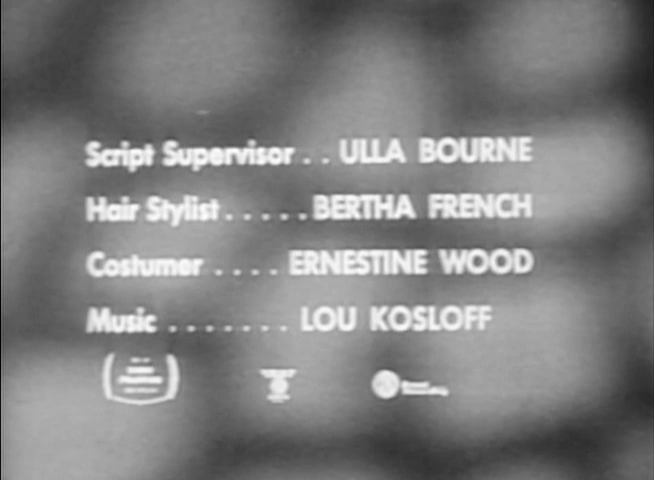 Script Supervisor . . ULLA BOURNE
Hair Stylist . . . . . BERTHA FRENCH
Costumer . . . . ERNESTINE WOOD
Music . . . . . . . LOU KOSLOFF